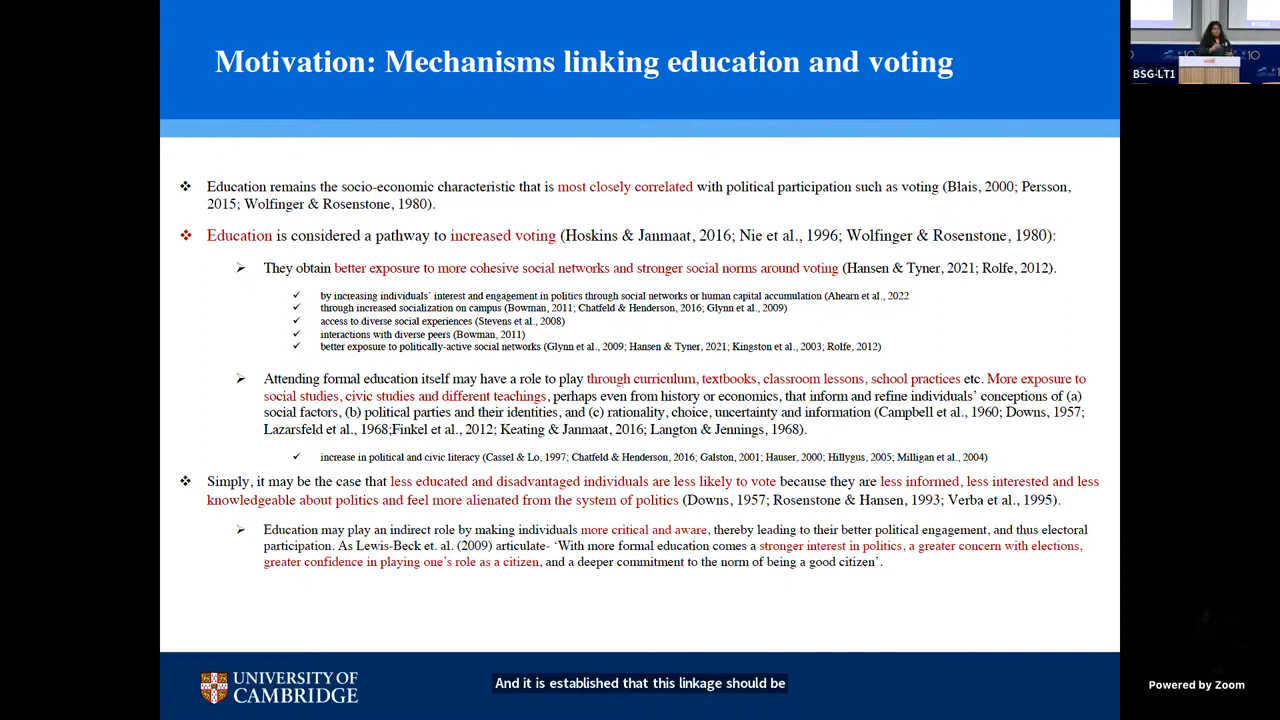 Motivation: Mechanisms linking education and voting
BSG-LT1
❖ Education remains the socio-economic characteristic that is most closely correlated with political participation such as voting (Blais, 2000; Persson,
2015; Wolfinger & Rosenstone, 1980).
❖ Education is considered a pathway to increased voting (Hoskins & Janmaat, 2016; Nie et al., 1996; Wolfinger & Rosenstone, 1980):
➢ They obtain better exposure to more cohesive social networks and stronger social norms around voting (Hansen & Tyner, 2021; Rolfe, 2012).
✓ by increasing individuals' interest and engagement in politics through social networks or human capital accumulation (Ahearn et al., 2022
✓ through increased socialization on campus (Bowman, 2011; Chatfeld & Henderson, 2016; Glynn et al., 2009)
✓ access to diverse social experiences (Stevens et al., 2008)
✓ interactions with diverse peers (Bowman, 2011)
✓ better exposure to politically-active social networks (Glynn et al., 2009; Hansen & Tyner, 2021; Kingston et al., 2003; Rolfe, 2012)
➢ Attending formal education itself may have a role to play through curriculum, textbooks, classroom lessons, school practices etc. More exposure to
social studies, civic studies and different teachings, perhaps even from history or economics, that inform and refine individuals' conceptions of (a)
social factors, (b) political parties and their identities, and (c) rationality, choice, uncertainty and information (Campbell et al., 1960; Downs, 1957;
Lazarsfeld et al., 1968;Finkel et al., 2012; Keating & Janmaat, 2016; Langton & Jennings, 1968).
✓ increase in political and civic literacy (Cassel & Lo, 1997; Chatfeld & Henderson, 2016; Galston, 2001; Hauser, 2000; Hillygus, 2005; Milligan et al., 2004)
❖ Simply, it may be the case that less educated and disadvantaged individuals are less likely to vote because they are less informed, less interested and less
knowledgeable about politics and feel more alienated from the system of politics (Downs, 1957; Rosenstone & Hansen, 1993; Verba et al., 1995).
➢ Education may play an indirect role by making individuals more critical and aware, thereby leading to their better political engagement, and thus electoral
participation. As Lewis-Beck et. al. (2009) articulate- 'With more formal education comes a stronger interest in politics, a greater concern with elections,
greater confidence in playing one's role as a citizen, and a deeper commitment to the norm of being a good citizen'.
UNIVERSITY OF
CAMBRIDGE
And it is established that this linkage should be
Powered by Zoom